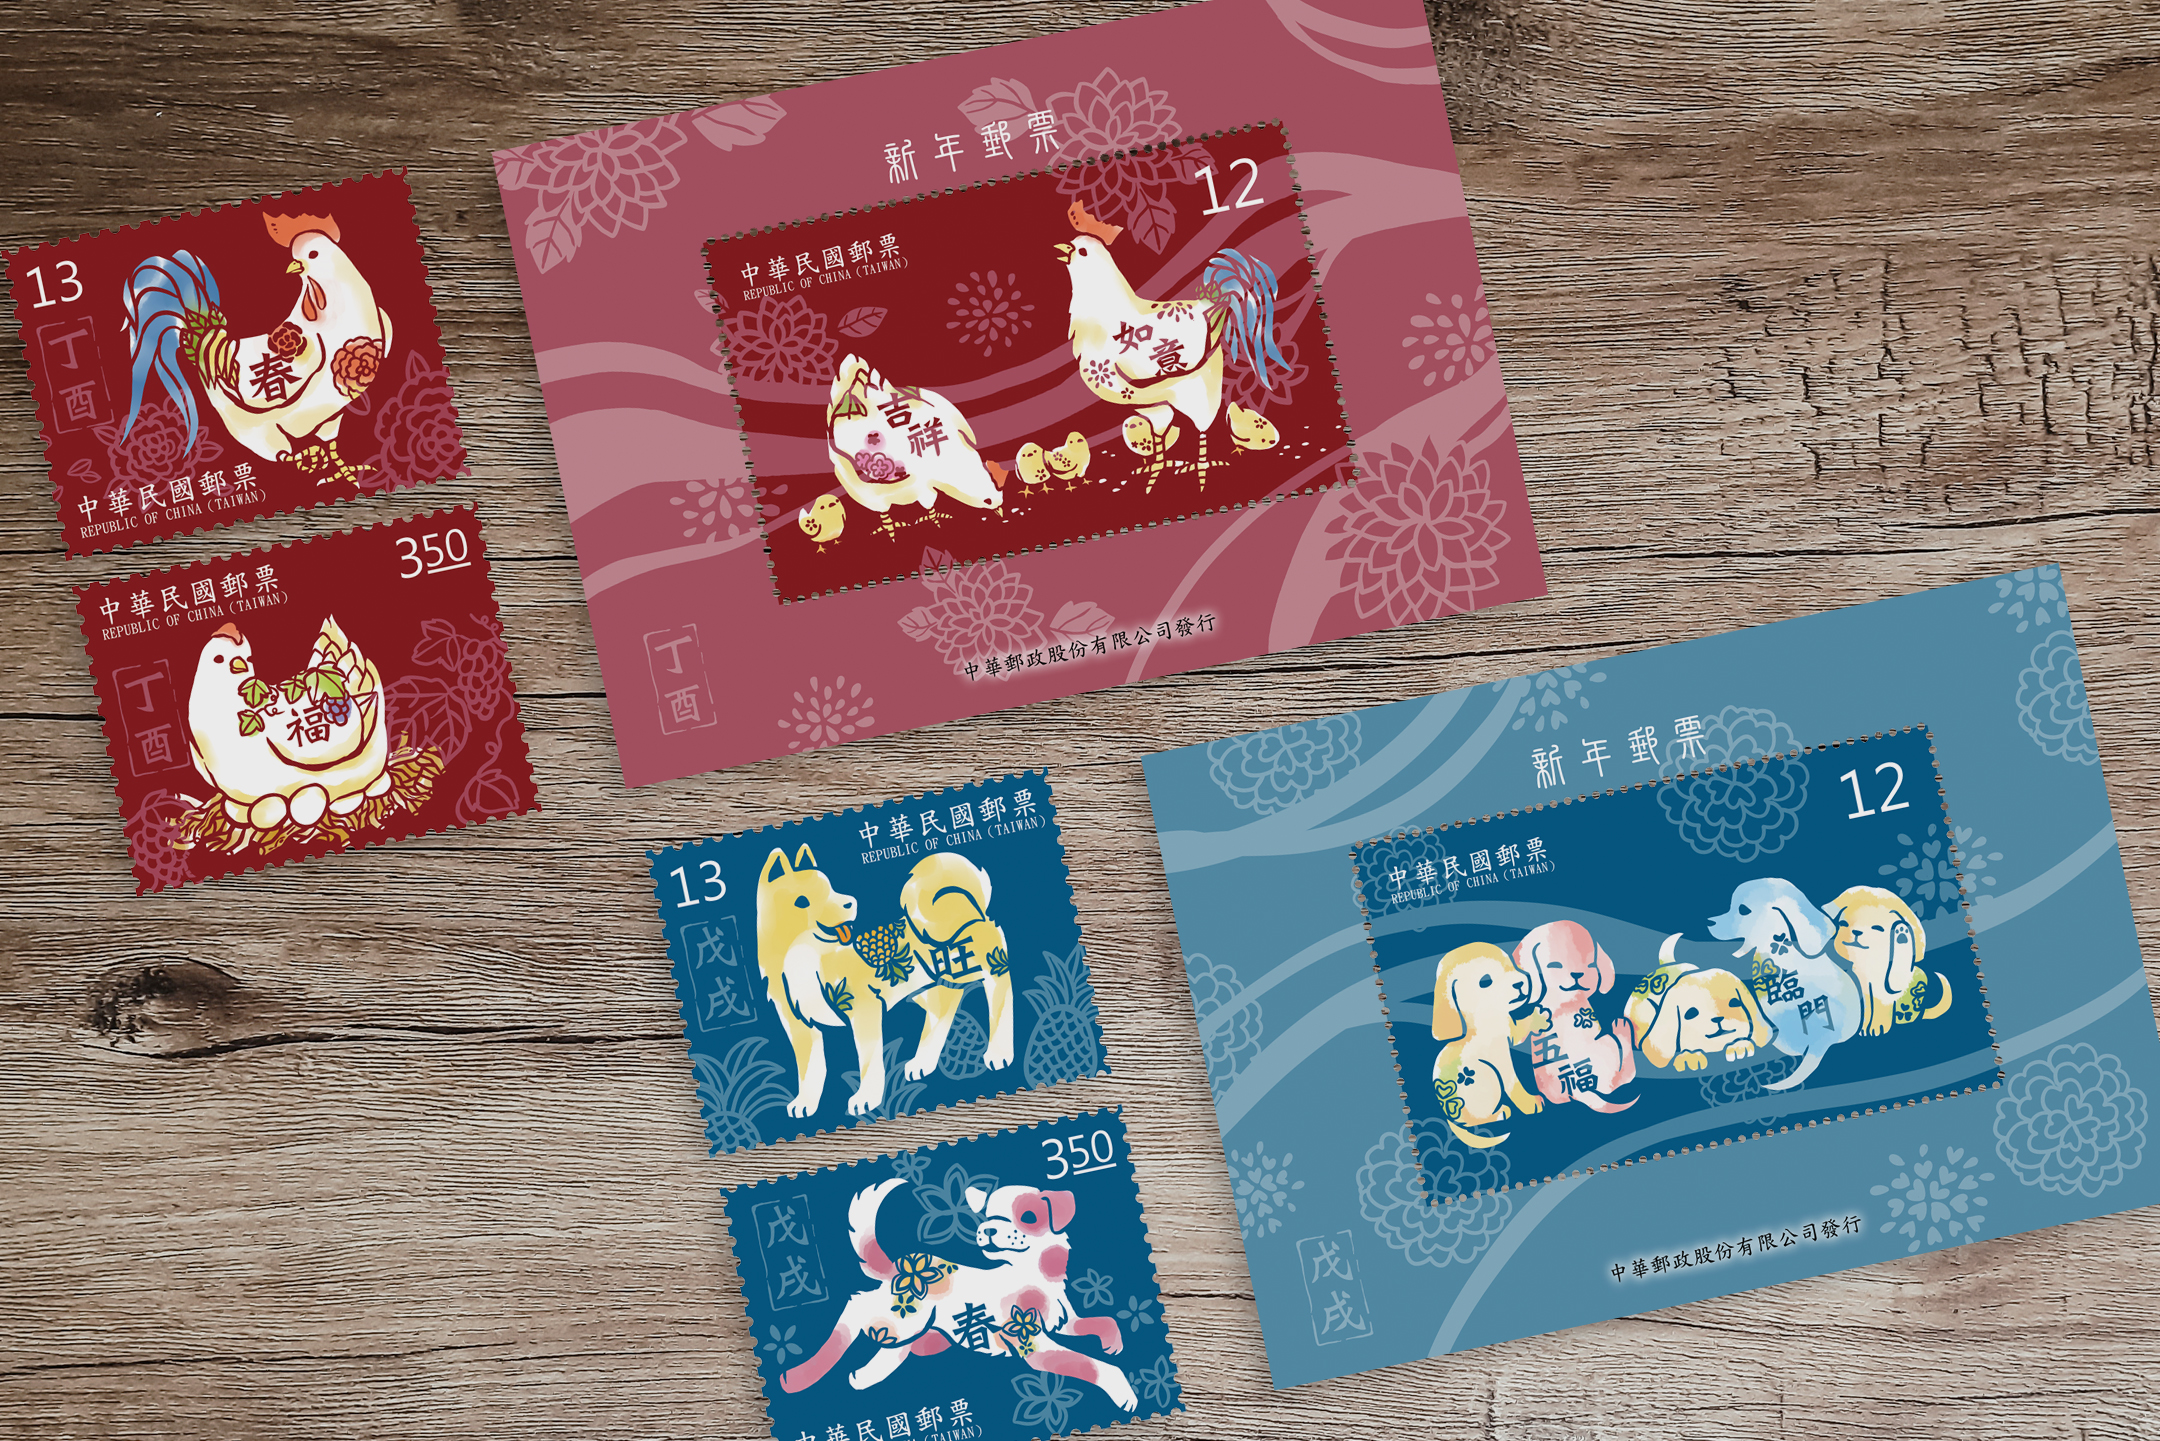 13
丁酉
春
中華民國郵票
REPUBLIC OF CHINA (TAIWAN)
350
中華民國郵票
REPUBLIC OF CHINA (TAIWAN)
丁酉
福
新年郵票
12
中華民國郵票
REPUBLIC OF CHINA (TAIWAN)
吉祥
如意
中華郵政股份有限公司發行
丁酉
13
中華民國郵票
REPUBLIC OF CHINA (TAIWAN)
戊戌
旺
350
戊戌
春
中華民國郵票
REPUBLIC OF CHINA (TAIWAN)
新年郵票
12
中華民國郵票
REPUBLIC OF CHINA (TAIWAN)
五福
臨門
中華郵政股份有限公司發行
戊戌